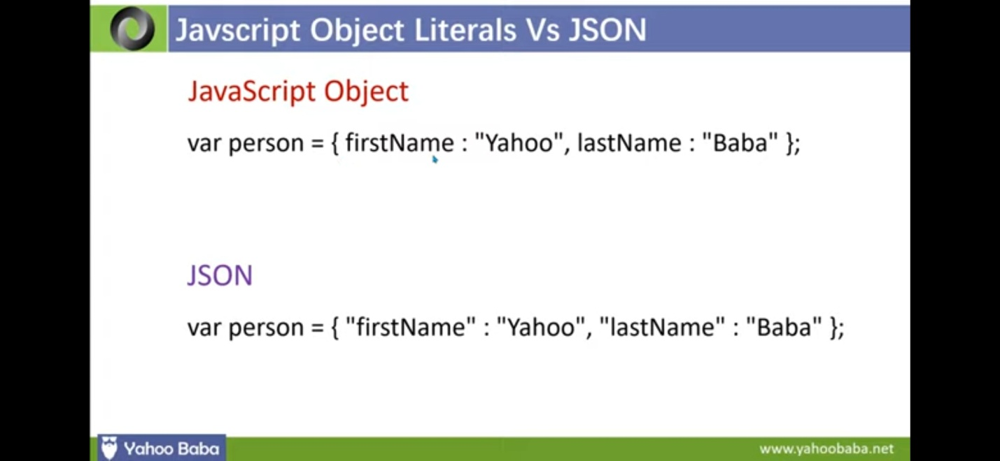 Javscript Object Literals Vs JSON
JavaScript Object
var person = { firstName : "Yahoo", lastName : "Baba" };
JSON
var person = { "firstName" : "Yahoo", "lastName" : "Baba" };
Yahoo Baba
www.yahoobaba.net